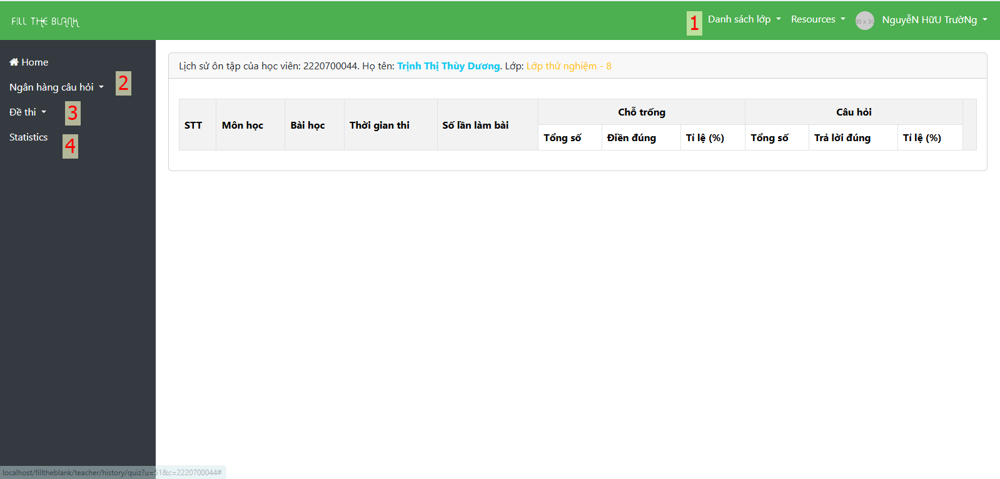 FILL THE BLANK
1 Danh sách lớp Resources 30 x 30 NguyễN HữU TrườNg
Home
Ngân hàng câu hỏi 2
Đề thi 3
Statistics 4
Lịch sử ôn tập của học viên: 2220700044. Họ tên: Trịnh Thị Thùy Dương. Lớp: Lớp thử nghiệm - 8
STT Môn học Bài học Thời gian thi Số lần làm bài Chỗ trống Câu hỏi
Tổng số Điền đúng Tỉ lệ (%) Tổng số Trả lời đúng Tỉ lệ (%)
localhost/filltheblank/teacher/history/quiz?u=51&c=2220700044#